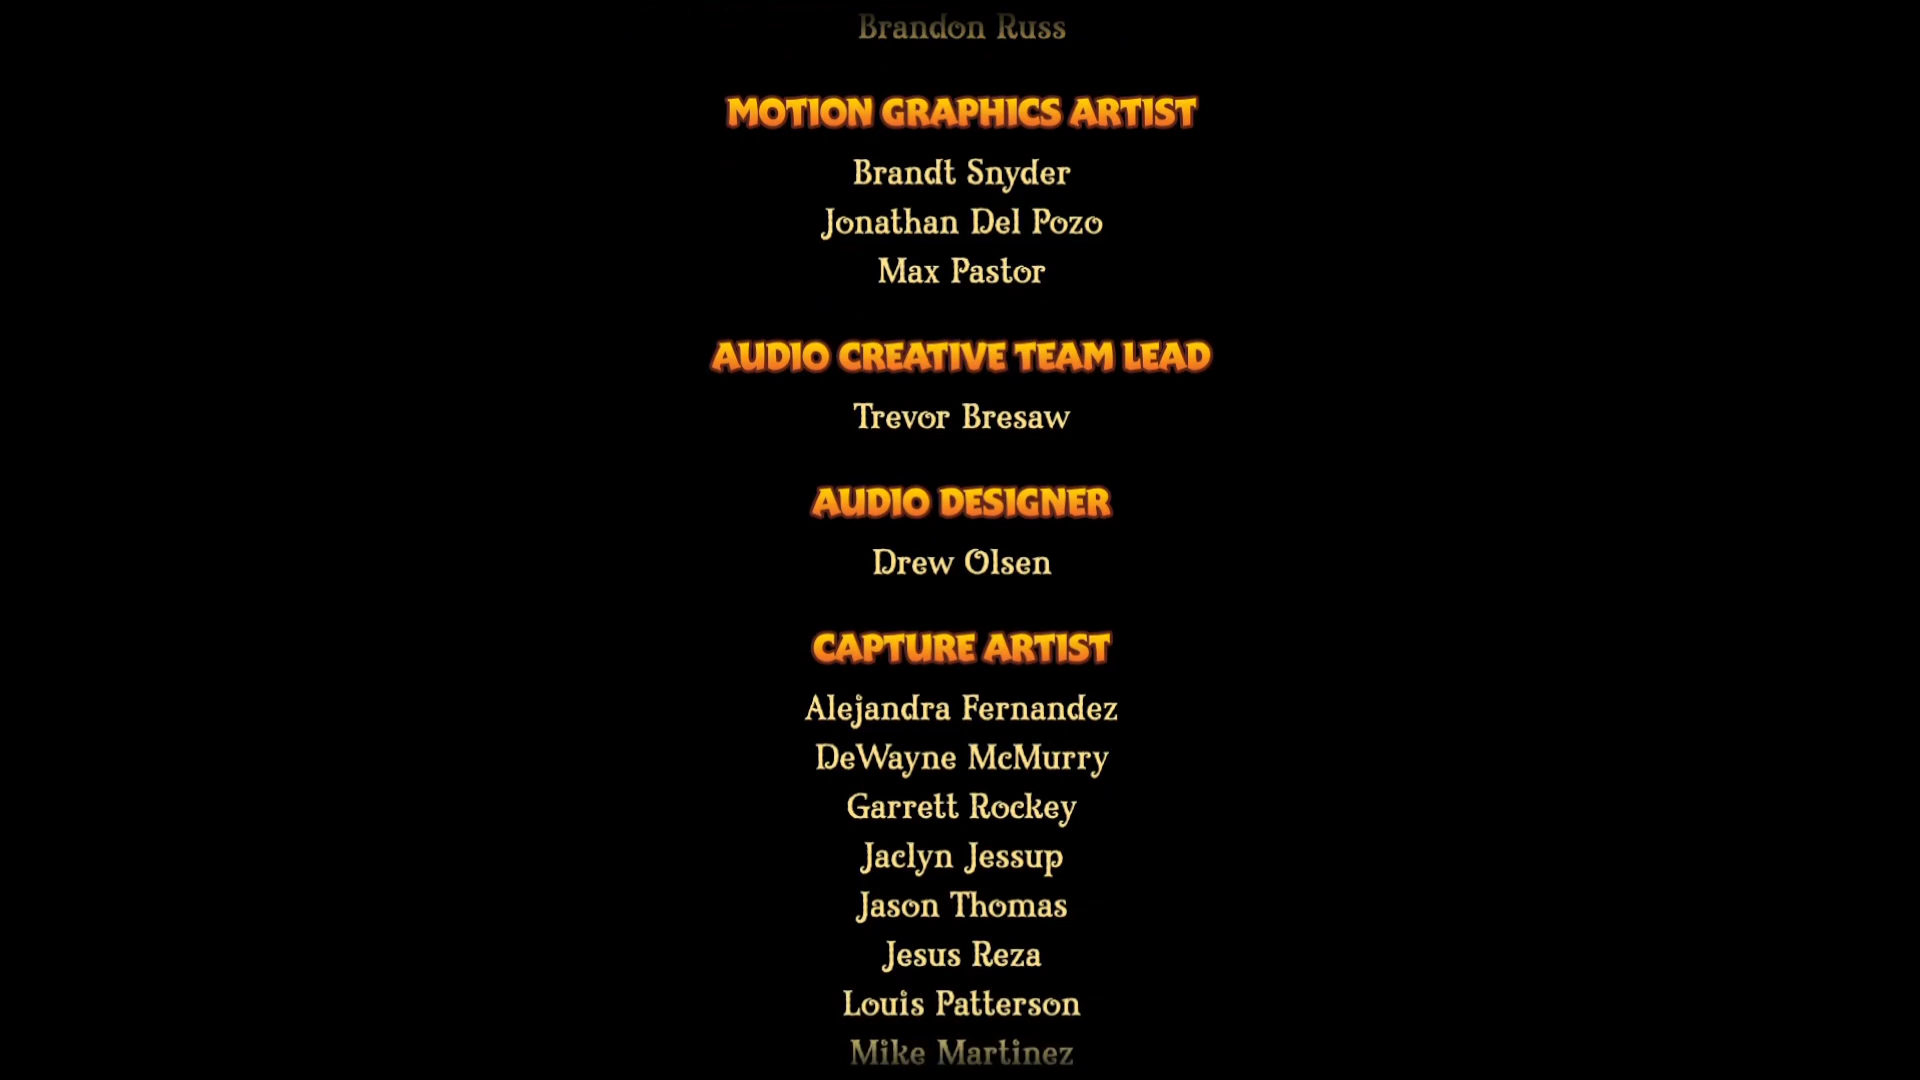 Brandon Russ
MOTION GRAPHICS ARTIST
Brandt Snyder
Jonathan Del Pozo
Max Pastor
AUDIO CREATIVE TEAM LEAD
Trevor Bresaw
AUDIO DESIGNER
Drew Olsen
CAPTURE ARTIST
Alejandra Fernandez
DeWayne McMurry
Garrett Rockey
Jaclyn Jessup
Jason Thomas
Jesus Reza
Louis Patterson
Mike Martinez